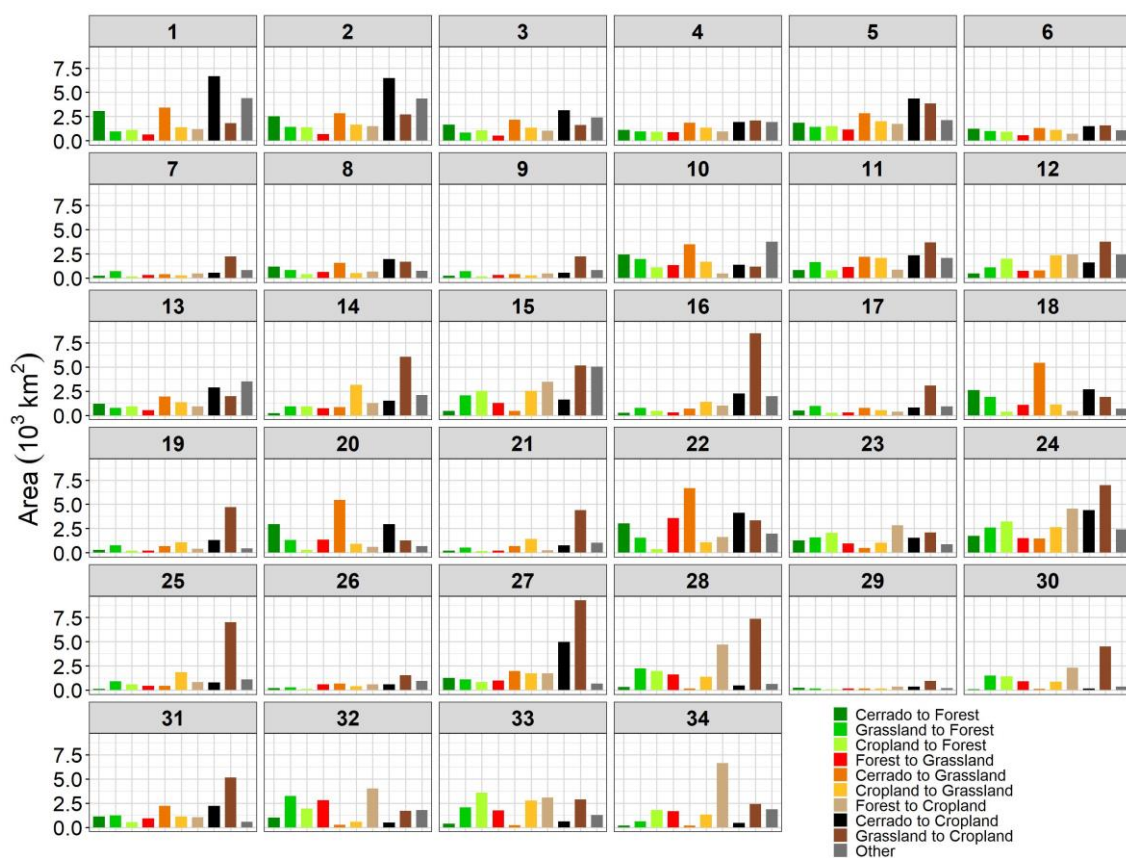 1 2 3 4 5 6
7.5
5.0
2.5
0.0
7 8 9 10 11 12
7.5
5.0
2.5
0.0
13 14 15 16 17 18
7.5
5.0
2.5
0.0
19 20 21 22 23 24
7.5
5.0
2.5
0.0
25 26 27 28 29 30
7.5
5.0
2.5
0.0
31 32 33 34
7.5
5.0
2.5
0.0
Area (10³ km²)
Cerrado to Forest
Grassland to Forest
Cropland to Forest
Forest to Grassland
Cerrado to Grassland
Cropland to Grassland
Forest to Cropland
Cerrado to Cropland
Grassland to Cropland
Other